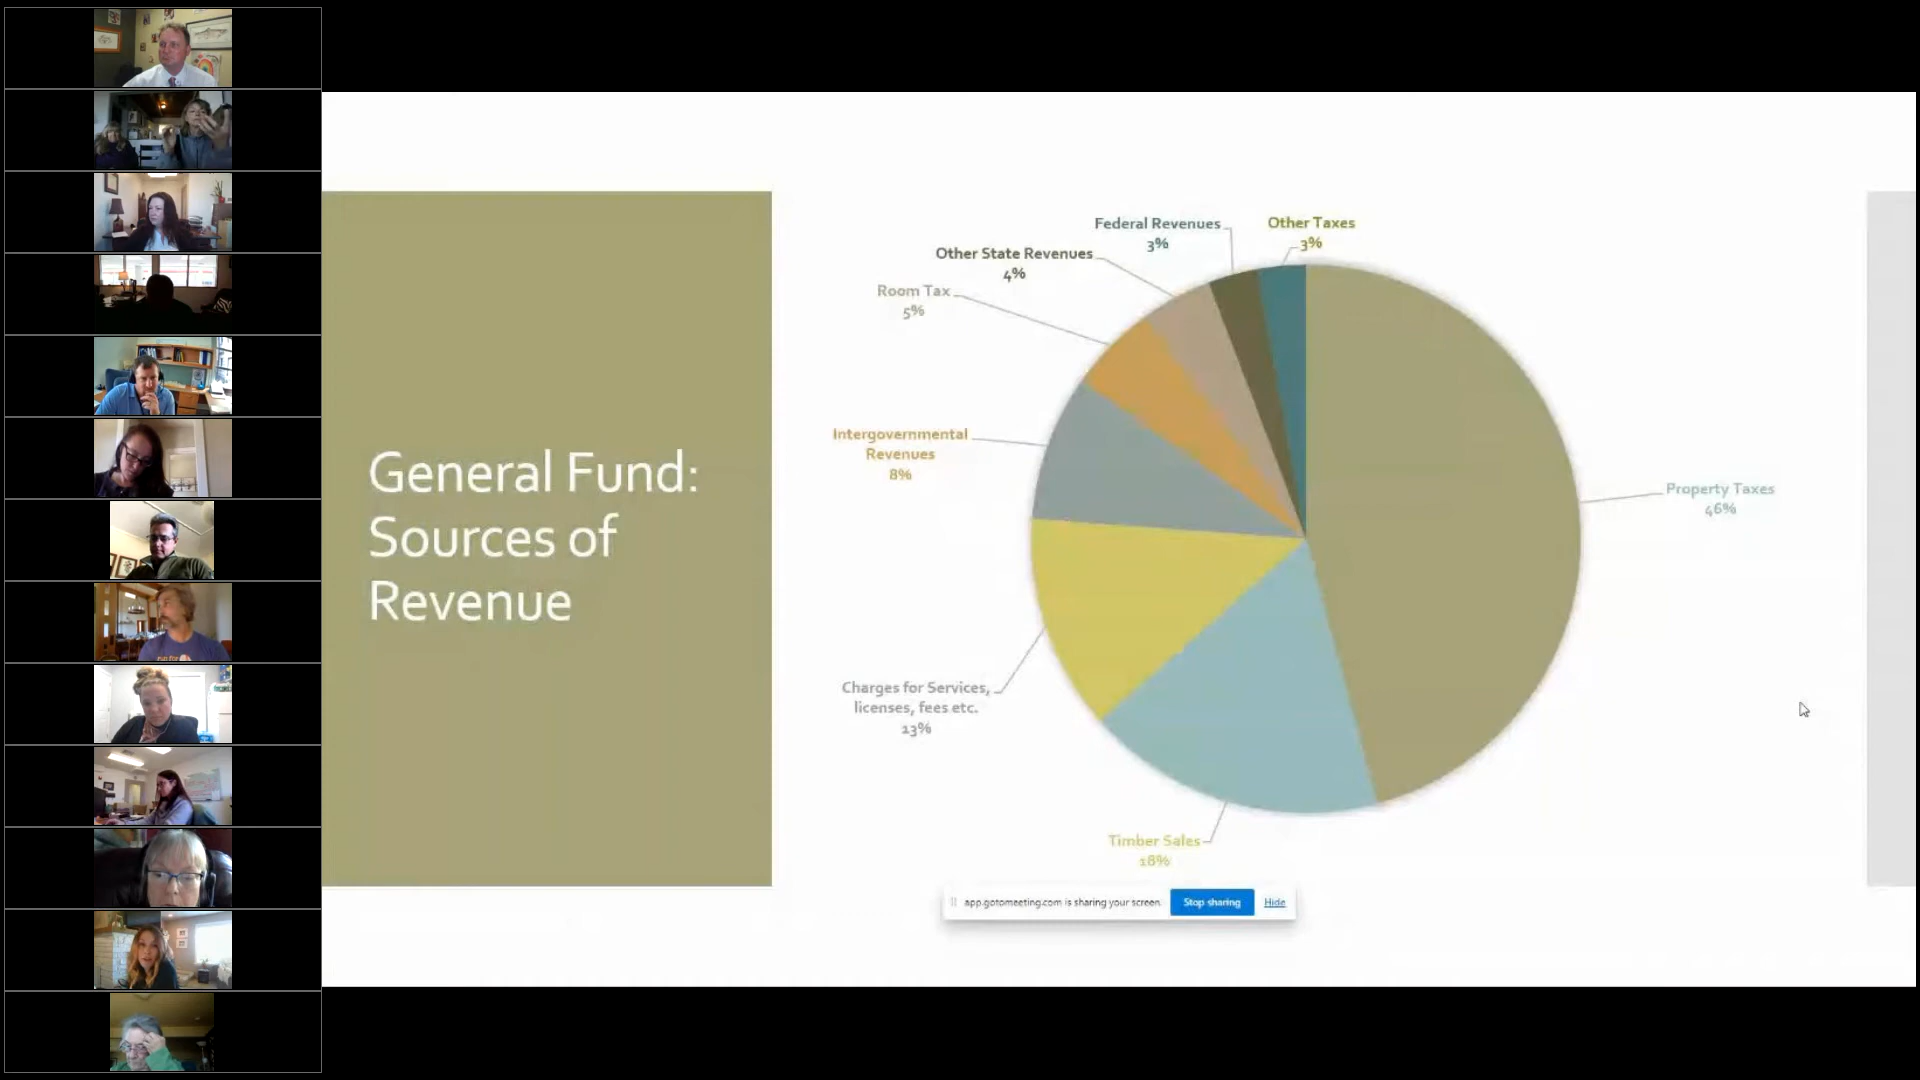 General Fund:
Sources of
Revenue
Federal Revenues
3%
Other Taxes
3%
Other State Revenues
4%
Room Tax
5%
Intergovernmental
Revenues
8%
Property Taxes
46%
Charges for Services,
licenses, fees etc.
13%
Timber Sales
18%
app.gotomeeting.com is sharing your screen.
Stop sharing
Hide